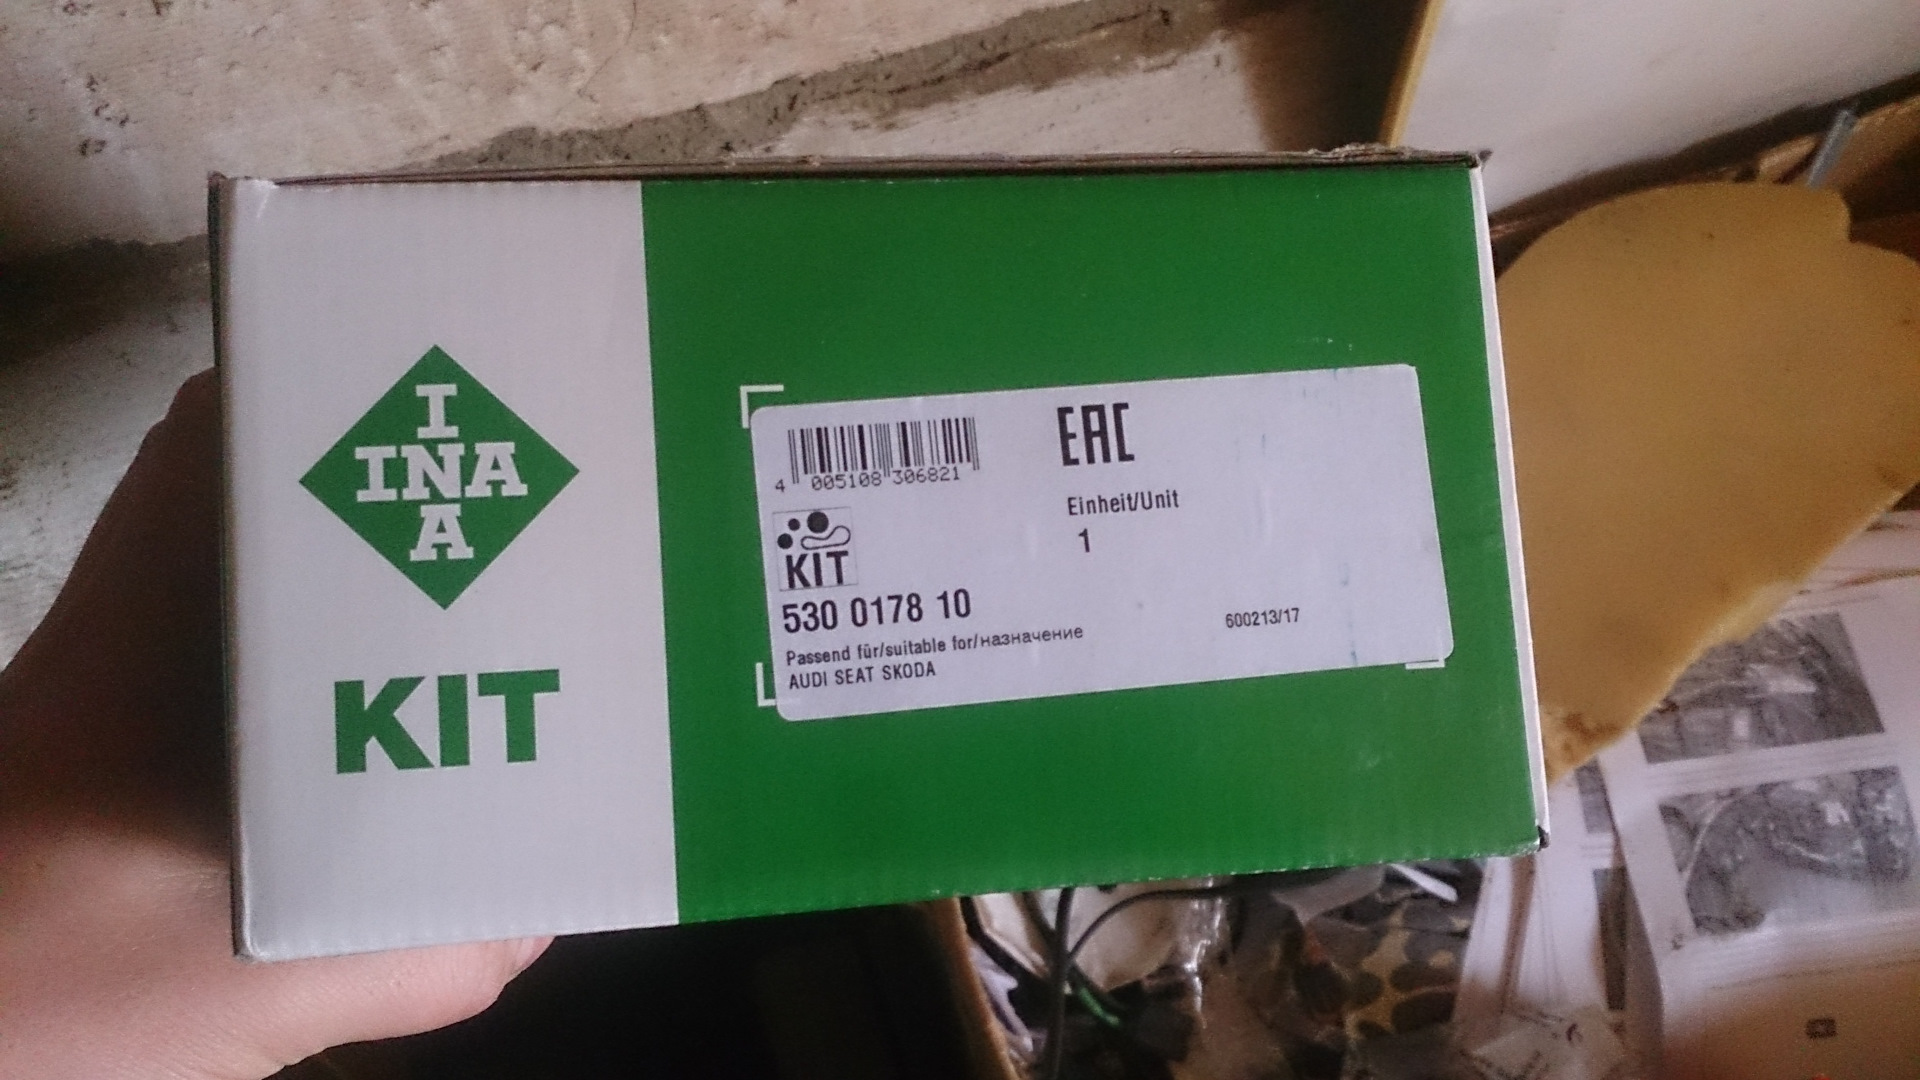 I
INA
A
KIT
4 005108 306821
EAC
Einheit/Unit
1
KIT
530 0178 10
600213/17
Passend für/suitable for/назначение
AUDI SEAT SKODA